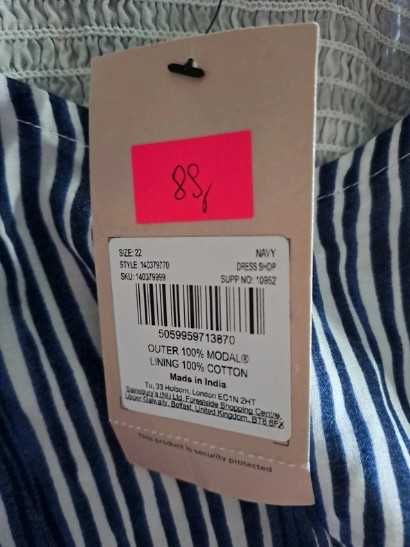 SIZE: 22 NAVY
STYLE: 140379770 DRESS SHOP
SKU: 140379999 SUPP NO: 10952
5059959713870
OUTER 100% MODAL®
LINING 100% COTTON
Made in India
Tu, 33 Holborn, London EC1N 2HT
Sainsbury's (NI) Ltd, Forestside Shopping Centre,
Upper Galwally, Belfast, United Kingdom, BT8 6FX
This product is security protected